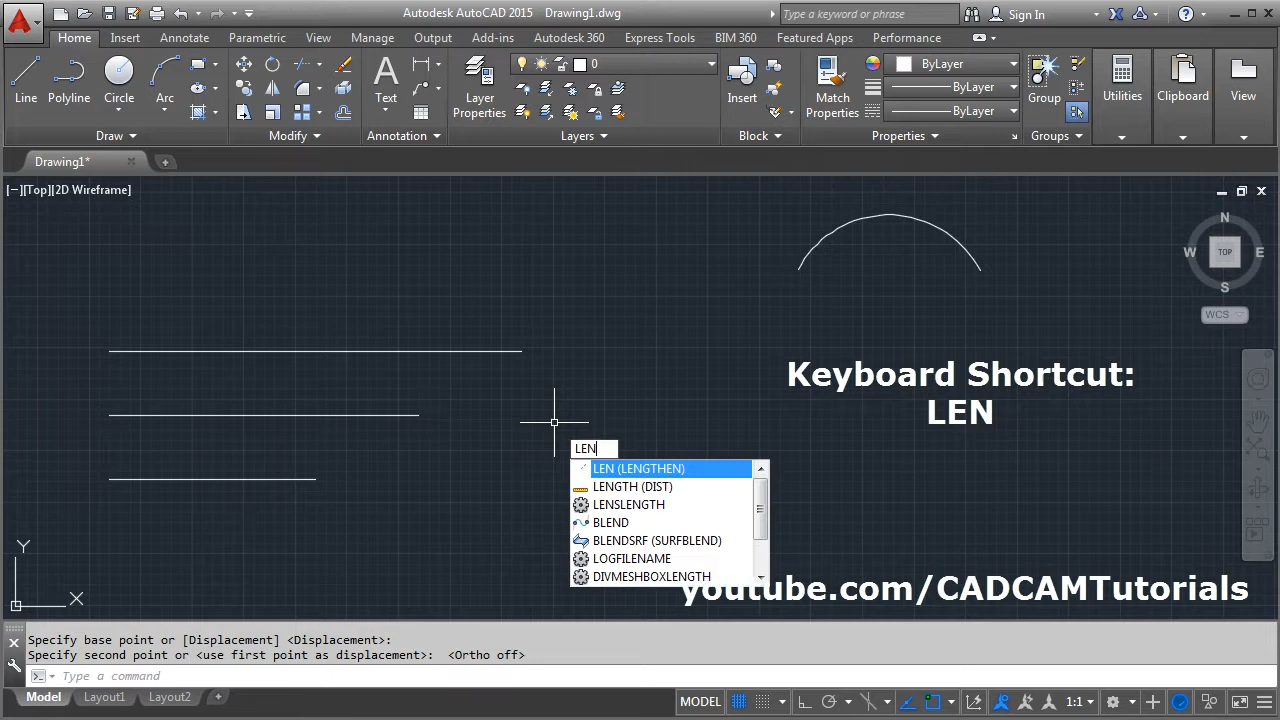 Autodesk AutoCAD 2015 Drawing1.dwg
Type a keyword or phrase
Sign In
Home Insert Annotate Parametric View Manage Output Add-ins Autodesk 360 Express Tools BIM 360 Featured Apps Performance
Line Polyline Circle Arc
Draw
Modify
Text
Annotation
Layer Properties
0
Layers
Insert
Block
Match Properties
ByLayer
ByLayer
ByLayer
Properties
Group
Groups
Utilities
Clipboard
View
Drawing1*
[−][Top][2D Wireframe]
N
W TOP E
S
WCS
Keyboard Shortcut:
LEN
LEN
LEN (LENGTHEN)
LENGTH (DIST)
LENSLENGTH
BLEND
BLENDSRF (SURFBLEND)
LOGFILENAME
DIVMESHBOXLENGTH
youtube.com/CADCAMTutorials
Y
X
Specify base point or [Displacement] <Displacement>:
Specify second point or <use first point as displacement>: <Ortho off>
Type a command
Model Layout1 Layout2
MODEL
1:1